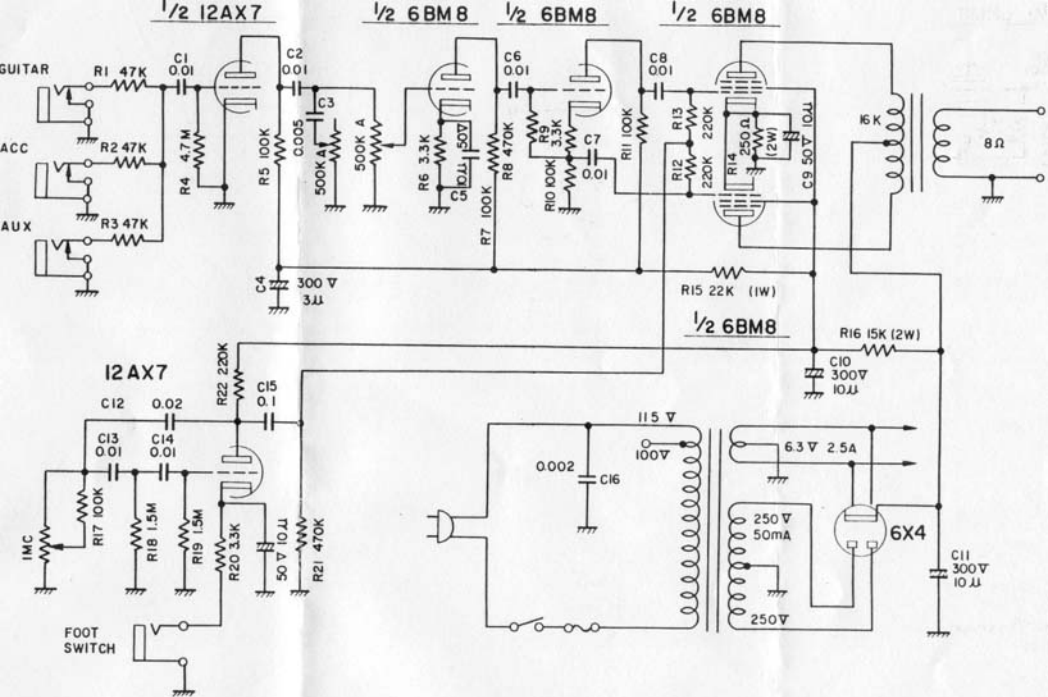 1/2 12AX7
1/2 6BM8
1/2 6BM8
1/2 6BM8
GUITAR
R1 47K
C1
0.01
R4 4.7M
C2
0.01
R5 100K
C3
0.005
500K A
500K A
R6 3.3K
C5 10μ 50V
C6
0.01
R8 470K
R7 100K
R9
3.3K
R10 100K
C7
0.01
R11 100K
C8
0.01
R13
220K
R12
220K
R14
250Ω
(2W)
C9 50V 10μ
16K
8Ω
ACC
R2 47K
AUX
R3 47K
C4
300V
3μ
R15 22K (1W)
1/2 6BM8
R16 15K (2W)
C10
300V
10μ
12AX7
R22 220K
C15
0.1
C12
0.02
C13
0.01
C14
0.01
1MC
R17 100K
R18 1.5M
R19 1.5M
R20 3.3K
50V 10μ
R21 470K
FOOT
SWITCH
115V
100V
0.002
C16
6.3V 2.5A
250V
50mA
250V
6X4
C11
300V
10μ